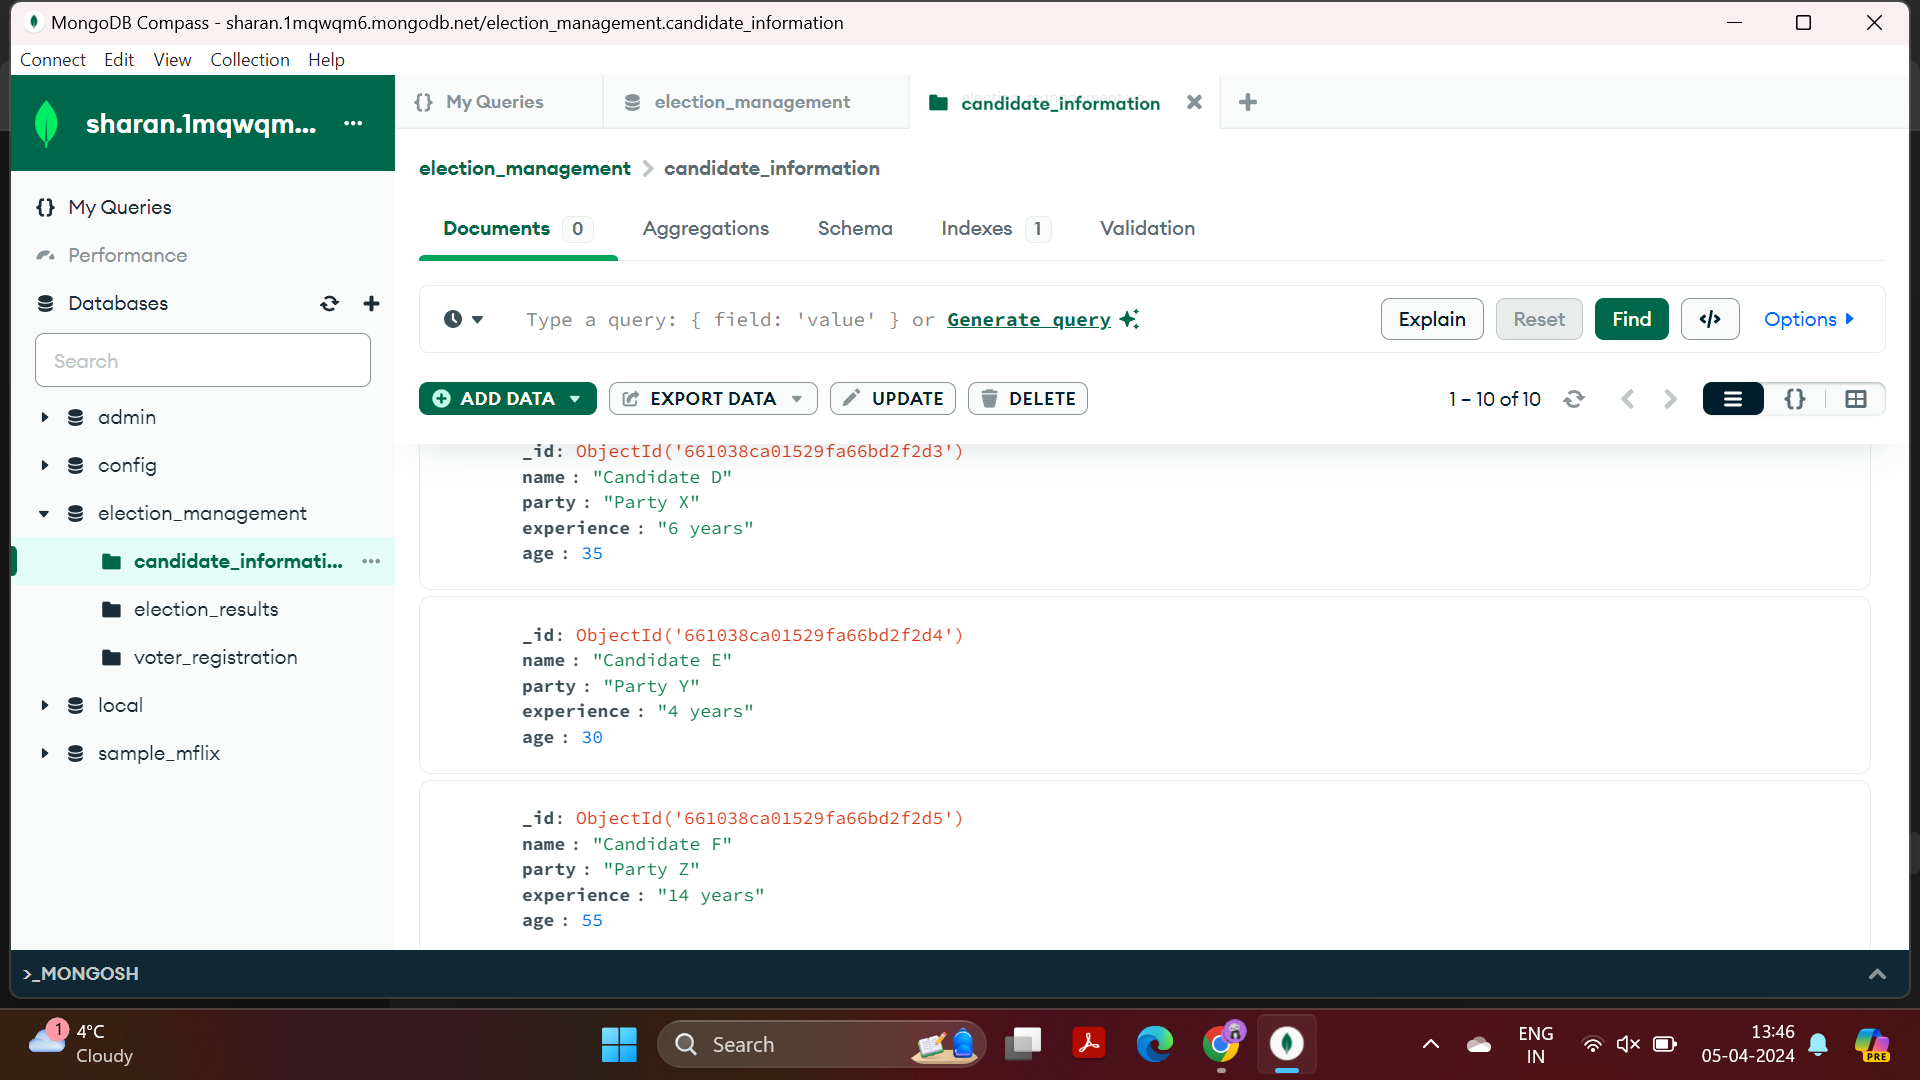 MongoDB Compass - sharan.1mqwqm6.mongodb.net/election_management.candidate_information
Connect Edit View Collection Help
sharan.1mqwqm... ...
{} My Queries
Performance
Databases
Search
admin
config
election_management
candidate_informati... ...
election_results
voter_registration
local
sample_mflix
{} My Queries
election_management
candidate_information
election_management > candidate_information
Documents 0 Aggregations Schema Indexes 1 Validation
Type a query: { field: 'value' } or Generate query
Explain Reset Find </> Options
ADD DATA EXPORT DATA UPDATE DELETE 1 – 10 of 10 {}
_id: ObjectId('661038ca01529fa66bd2f2d3')
name : "Candidate D"
party : "Party X"
experience : "6 years"
age : 35
_id: ObjectId('661038ca01529fa66bd2f2d4')
name : "Candidate E"
party : "Party Y"
experience : "4 years"
age : 30
_id: ObjectId('661038ca01529fa66bd2f2d5')
name : "Candidate F"
party : "Party Z"
experience : "14 years"
age : 55
>_MONGOSH
1
4°C
Cloudy
Search
ENG
IN
13:46
05-04-2024
PRE